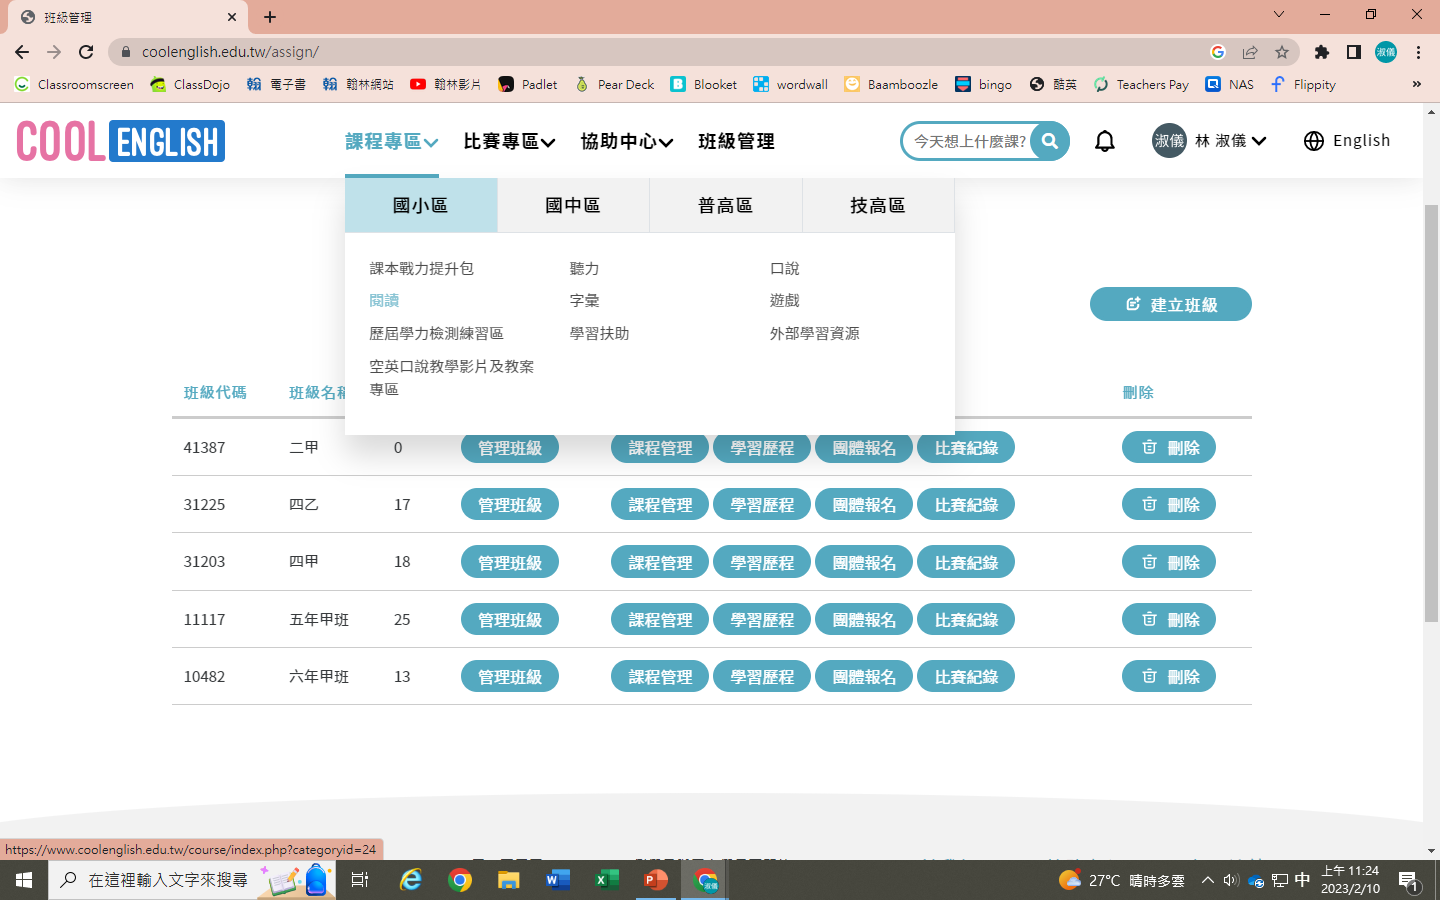 班級管理
coolenglish.edu.tw/assign/
淑儀
Classroomscreen ClassDojo 電子書 翰林網站 翰林影片 Padlet Pear Deck Blooket wordwall Baamboozle bingo 酷英 Teachers Pay NAS Flippity
COOL ENGLISH 課程專區 比賽專區 協助中心 班級管理 今天想上什麼課? 淑儀 林 淑儀 English
國小區 國中區 普高區 技高區
課本戰力提升包 聽力 口說
閱讀 字彙 遊戲
歷屆學力檢測練習區 學習扶助 外部學習資源
空英口說教學影片及教案
專區
建立班級
班級代碼 班級名稱 刪除
41387 二甲 0 管理班級 課程管理 學習歷程 團體報名 比賽紀錄 刪除
31225 四乙 17 管理班級 課程管理 學習歷程 團體報名 比賽紀錄 刪除
31203 四甲 18 管理班級 課程管理 學習歷程 團體報名 比賽紀錄 刪除
11117 五年甲班 25 管理班級 課程管理 學習歷程 團體報名 比賽紀錄 刪除
10482 六年甲班 13 管理班級 課程管理 學習歷程 團體報名 比賽紀錄 刪除
https://www.coolenglish.edu.tw/course/index.php?categoryid=24
在這裡輸入文字來搜尋
27°C 晴時多雲 中 上午 11:24
2023/2/10
1